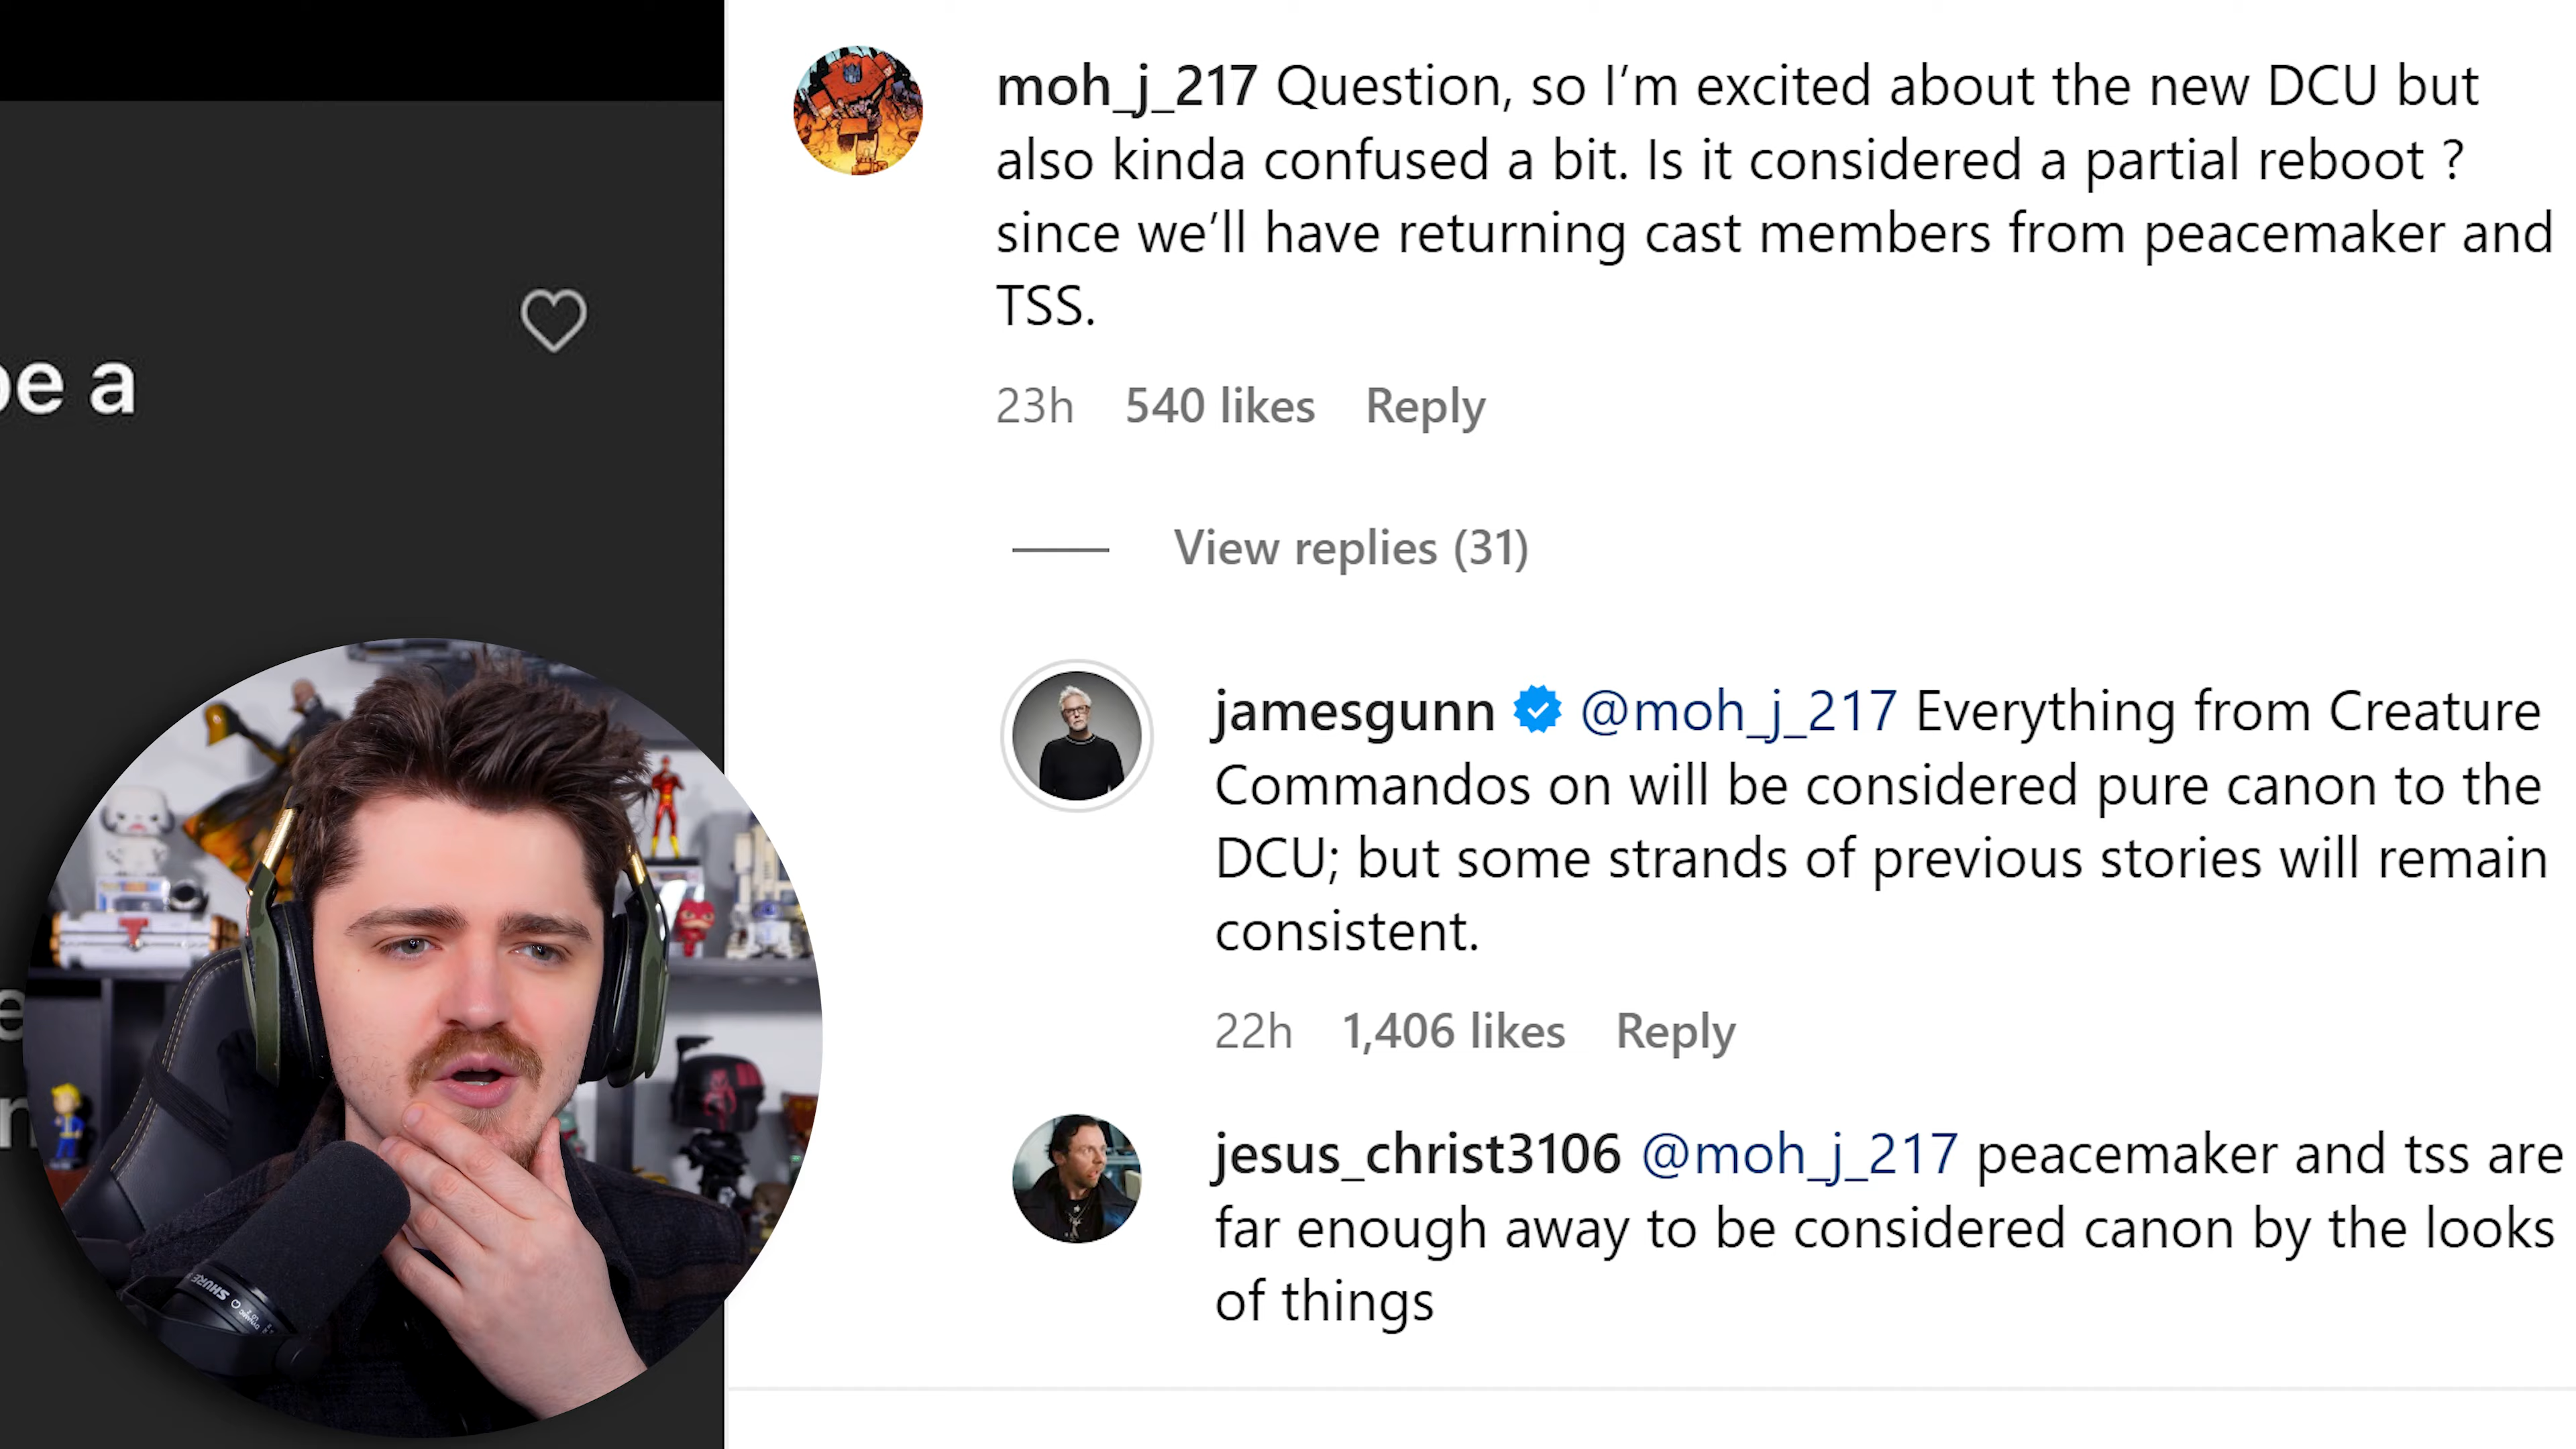 be a
moh_j_217 Question, so I’m excited about the new DCU but
also kinda confused a bit. Is it considered a partial reboot ?
since we’ll have returning cast members from peacemaker and
TSS.
23h 540 likes Reply
View replies (31)
jamesgunn @moh_j_217 Everything from Creature
Commandos on will be considered pure canon to the
DCU; but some strands of previous stories will remain
consistent.
22h 1,406 likes Reply
jesus_christ3106 @moh_j_217 peacemaker and tss are
far enough away to be considered canon by the looks
of things
SHURE